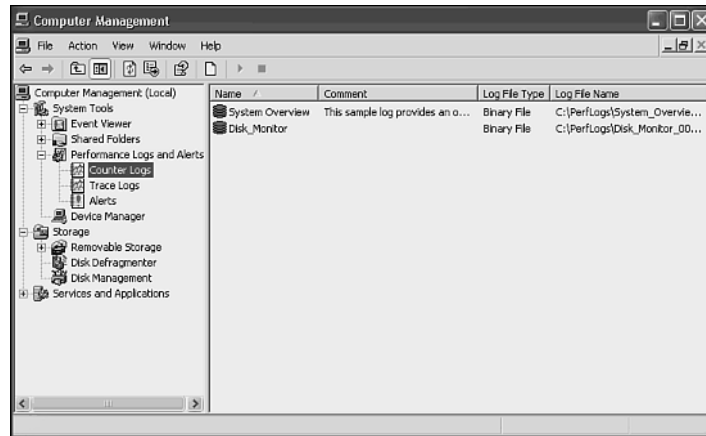 Computer Management
File Action View Window Help
Computer Management (Local)
System Tools
Event Viewer
Shared Folders
Performance Logs and Alerts
Counter Logs
Trace Logs
Alerts
Device Manager
Storage
Removable Storage
Disk Defragmenter
Disk Management
Services and Applications
Name Comment Log File Type Log File Name
System Overview This sample log provides an o... Binary File C:\PerfLogs\System_Overvie...
Disk_Monitor Binary File C:\PerfLogs\Disk_Monitor_00...